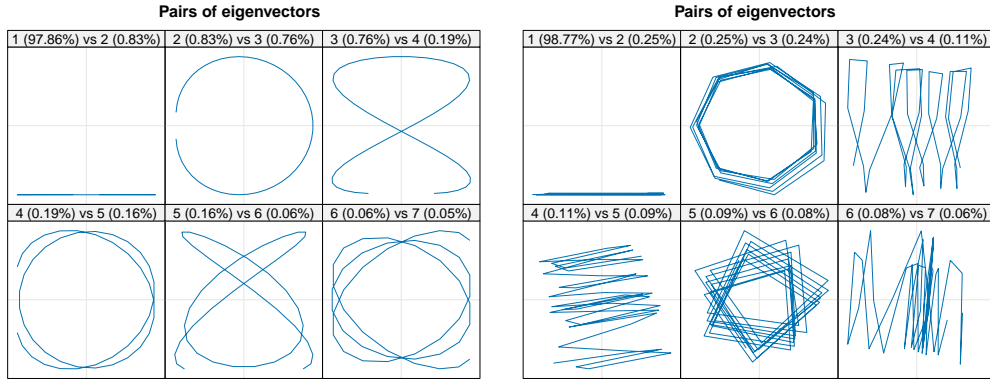 Pairs of eigenvectors
1 (97.86%) vs 2 (0.83%)
2 (0.83%) vs 3 (0.76%)
3 (0.76%) vs 4 (0.19%)
4 (0.19%) vs 5 (0.16%)
5 (0.16%) vs 6 (0.06%)
6 (0.06%) vs 7 (0.05%)
Pairs of eigenvectors
1 (98.77%) vs 2 (0.25%)
2 (0.25%) vs 3 (0.24%)
3 (0.24%) vs 4 (0.11%)
4 (0.11%) vs 5 (0.09%)
5 (0.09%) vs 6 (0.08%)
6 (0.08%) vs 7 (0.06%)